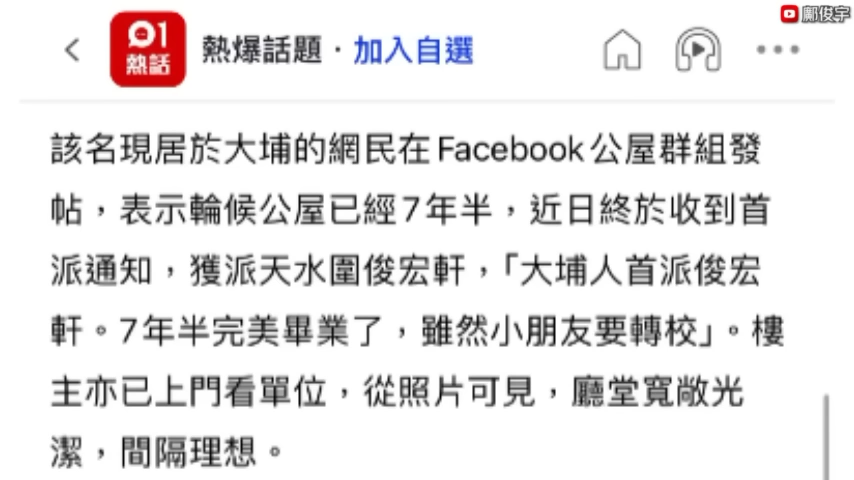 鄺俊宇
01
熱話
熱爆話題・加入自選
該名現居於大埔的網民在Facebook公屋群組發
帖，表示輪候公屋已經7年半，近日終於收到首
派通知，獲派天水圍俊宏軒，「大埔人首派俊宏
軒。7年半完美畢業了，雖然小朋友要轉校」。樓
主亦已上門看單位，從照片可見，廳堂寬敞光
潔，間隔理想。